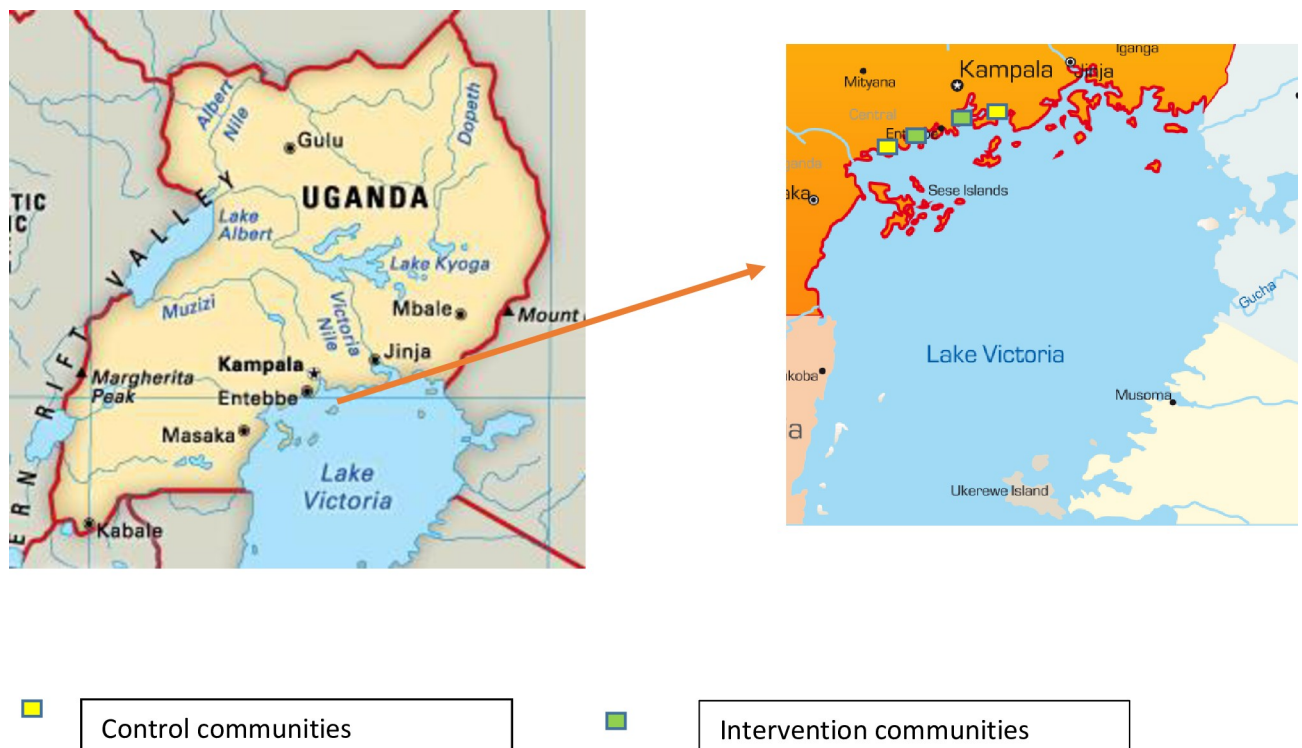 TIC
IC
Albert
Nile
Dopeth
Gulu
UGANDA
Lake
Albert
Lake Kyoga
RIFT VALLEY
ERN
Muzizi
Victoria
Nile
Mbale
Mount
Jinja
Kampala
Margherita
Peak
Entebbe
Masaka
Lake
Victoria
Kabale
Iganga
Mityana
Kampala
Jinja
Central
Sese Islands
Gucha
Lake Victoria
Musoma
Ukerewe Island
Control communities
Intervention communities